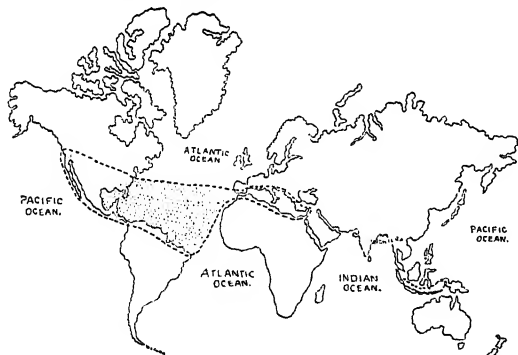 ATLANTIC
OCEAN
PACIFIC
OCEAN.
PACIFIC
OCEAN.
ATLANTIC
OCEAN.
INDIAN
OCEAN.